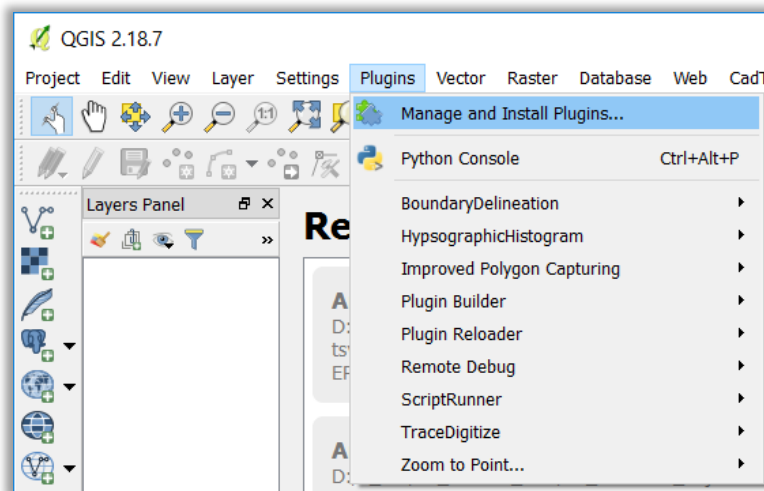 QGIS 2.18.7
Project Edit View Layer Settings Plugins Vector Raster Database Web
Manage and Install Plugins...
1:1
Python Console Ctrl+Alt+P
Layers Panel
BoundaryDelineation
Re
HypsographicHistogram
»
Improved Polygon Capturing
A
Plugin Builder
D:
Plugin Reloader
ts
Remote Debug
ScriptRunner
TraceDigitize
A
Zoom to Point...
D: